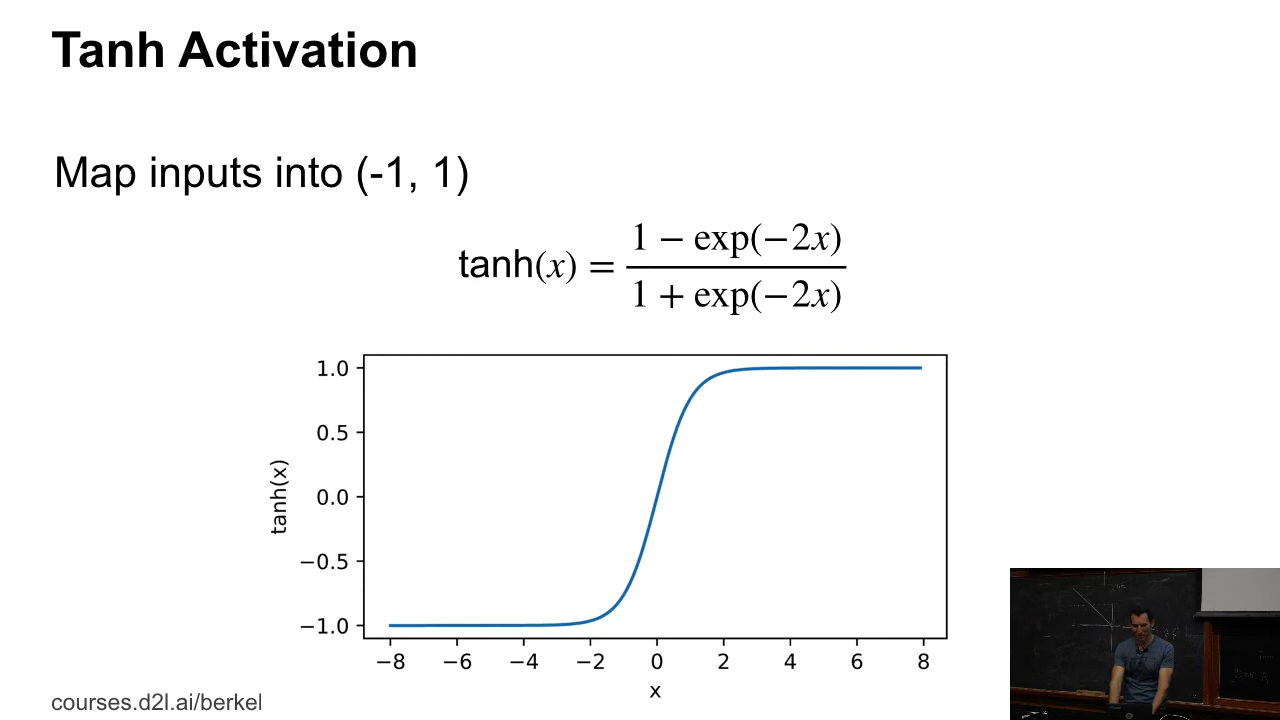 Tanh Activation
Map inputs into (-1, 1)
tanh(x) = \frac{1 − exp(−2x)}{1 + exp(−2x)}
1.0
0.5
0.0
−0.5
−1.0
tanh(x)
−8 −6 −4 −2 0 2 4 6 8
x
courses.d2l.ai/berkel